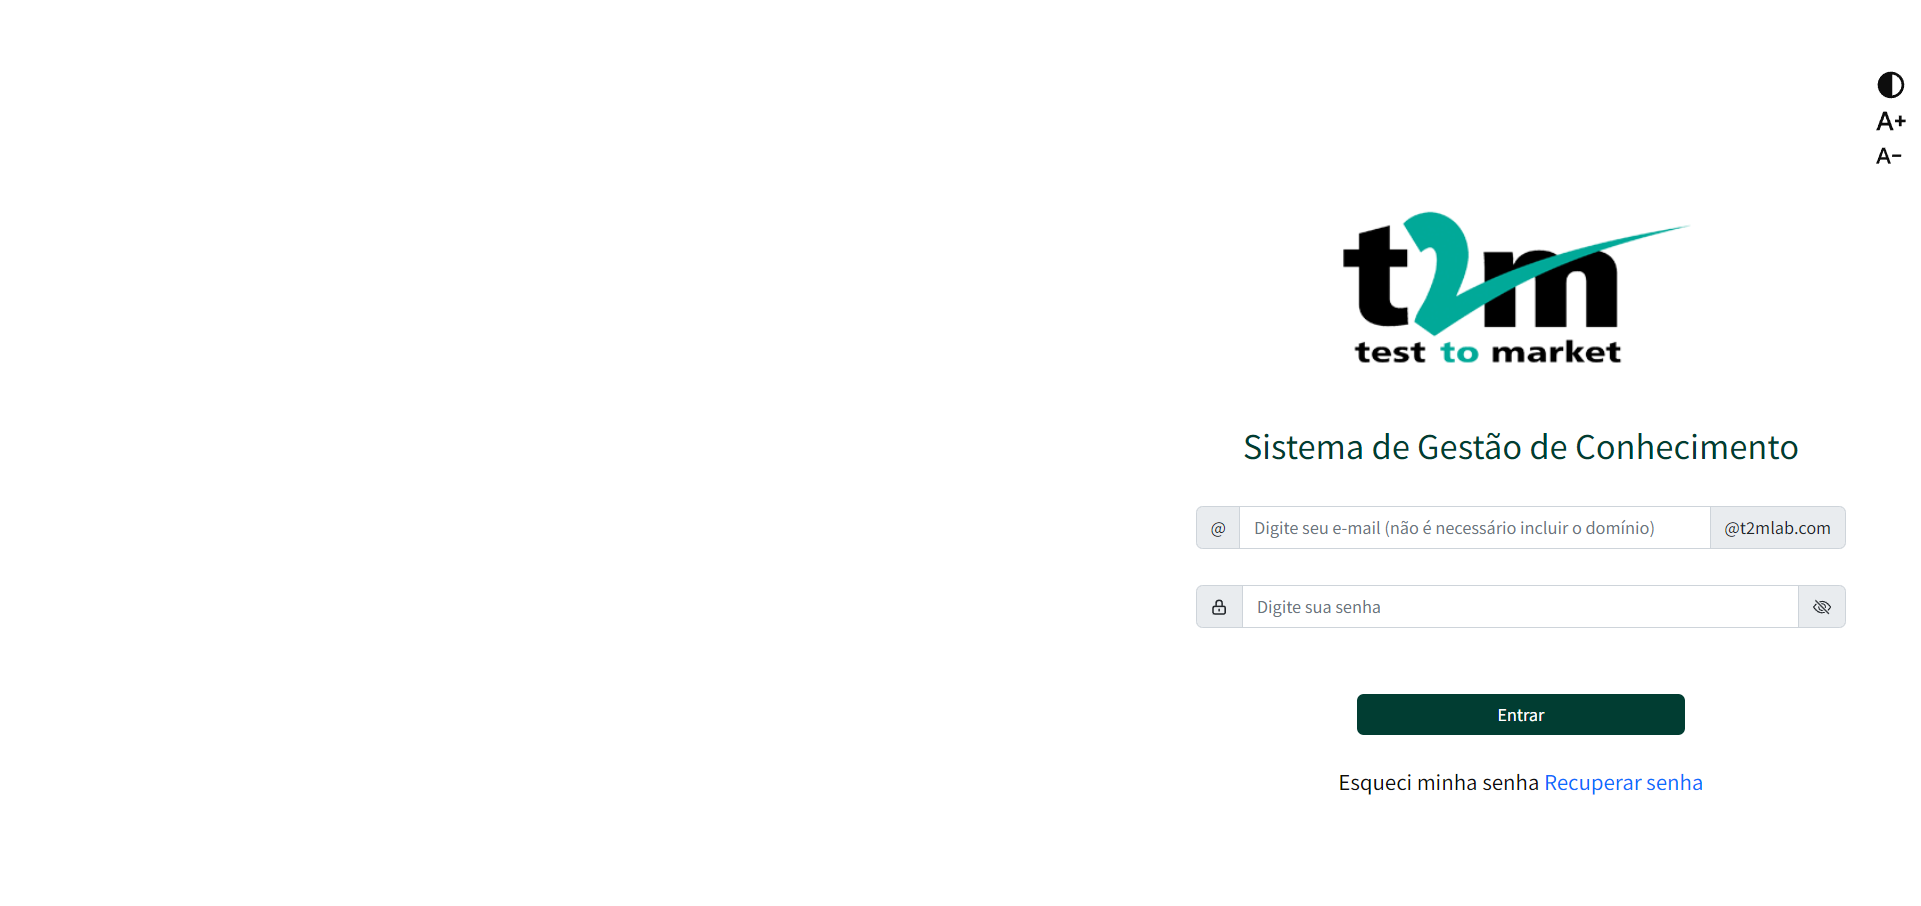 A+
A-
t2m
test to market
Sistema de Gestão de Conhecimento
@ Digite seu e-mail (não é necessário incluir o domínio) @t2mlab.com
Digite sua senha
Entrar
Esqueci minha senha Recuperar senha